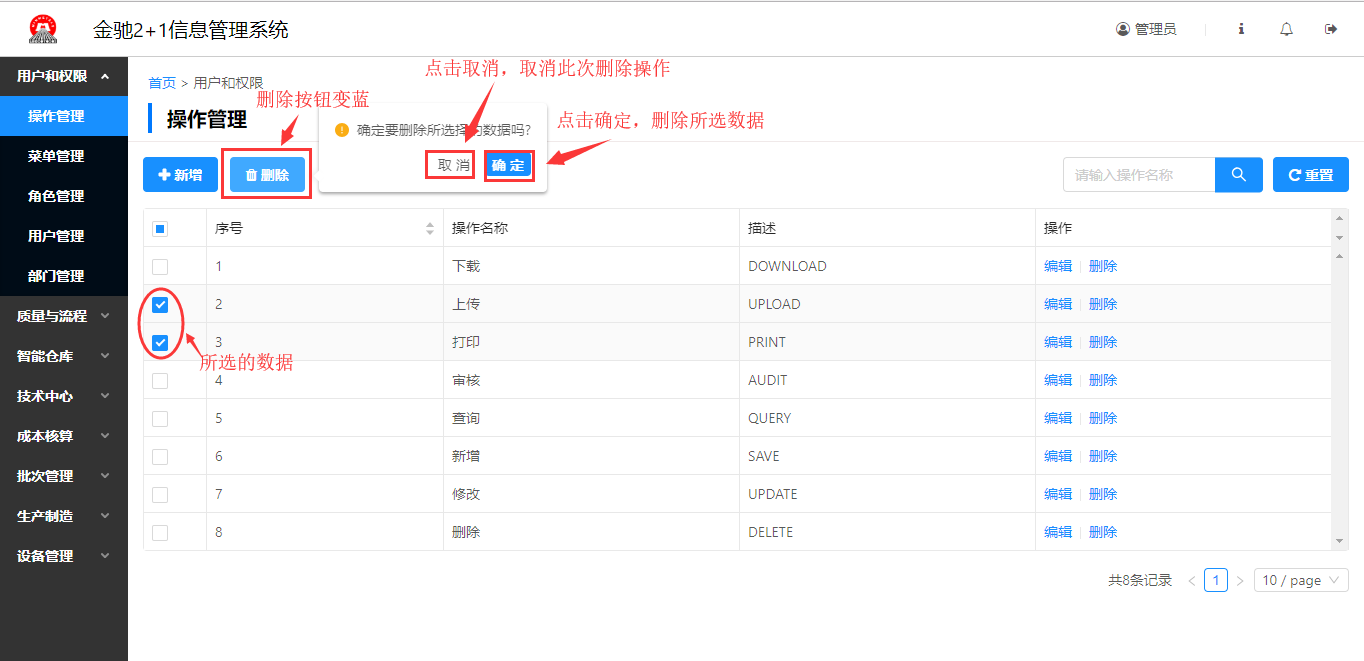 金驰2+1信息管理系统
管理员
用户和权限
操作管理
菜单管理
角色管理
用户管理
部门管理
质量与流程
智能仓库
技术中心
成本核算
批次管理
生产制造
设备管理
首页 > 用户和权限
点击取消，取消此次删除操作
删除按钮变蓝
操作管理
确定要删除所选择的数据吗?
点击确定，删除所选数据
取 消 确 定
新增 删除 请输入操作名称 重置
序号 操作名称 描述 操作
1 下载 DOWNLOAD 编辑 删除
2 上传 UPLOAD 编辑 删除
3 打印 PRINT 编辑 删除
所选的数据
4 审核 AUDIT 编辑 删除
5 查询 QUERY 编辑 删除
6 新增 SAVE 编辑 删除
7 修改 UPDATE 编辑 删除
8 删除 DELETE 编辑 删除
共8条记录 < 1 > 10 / page